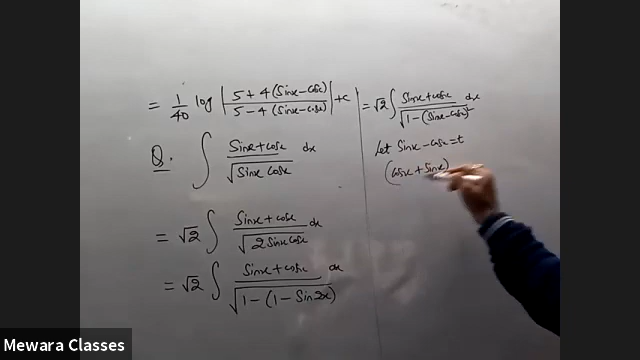 = 1/40 log | 5 + 4 (Sinx - Cosx) / 5 - 4 (Sinx - Cosx) | + c
Q. ∫ Sinx + Cosx / √Sinx Cosx dx
= √2 ∫ Sinx + Cosx / √2 Sinx Cosx dx
= √2 ∫ Sinx + Cosx / √1 - (1 - Sin2x) dx
= √2 ∫ Sinx + Cosx / √1 - (Sinx - Cosx)² dx
Let Sinx - Cosx = t
(Cosx + Sinx)
Mewara Classes